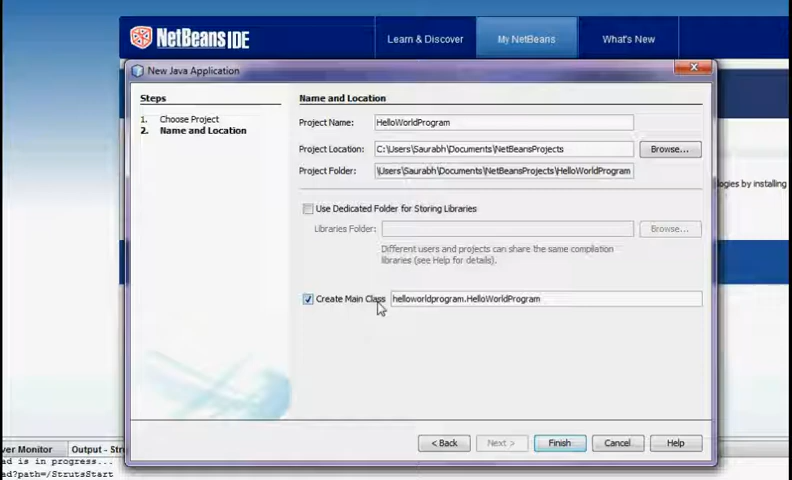 NetBeans IDE
Learn & Discover
My NetBeans
What's New
New Java Application
Steps
1. Choose Project
2. Name and Location
Name and Location
Project Name: HelloWorldProgram
Project Location: C:\Users\Saurabh\Documents\NetBeansProjects Browse...
Project Folder: \Users\Saurabh\Documents\NetBeansProjects\HelloWorldProgram
logies by installing
Use Dedicated Folder for Storing Libraries
Libraries Folder: Browse...
Different users and projects can share the same compilation
libraries (see Help for details).
Create Main Class helloworldprogram.HelloWorldProgram
< Back Next > Finish Cancel Help
ver Monitor Output - Str
ad is in progress...
ad?path=/StrutsStart